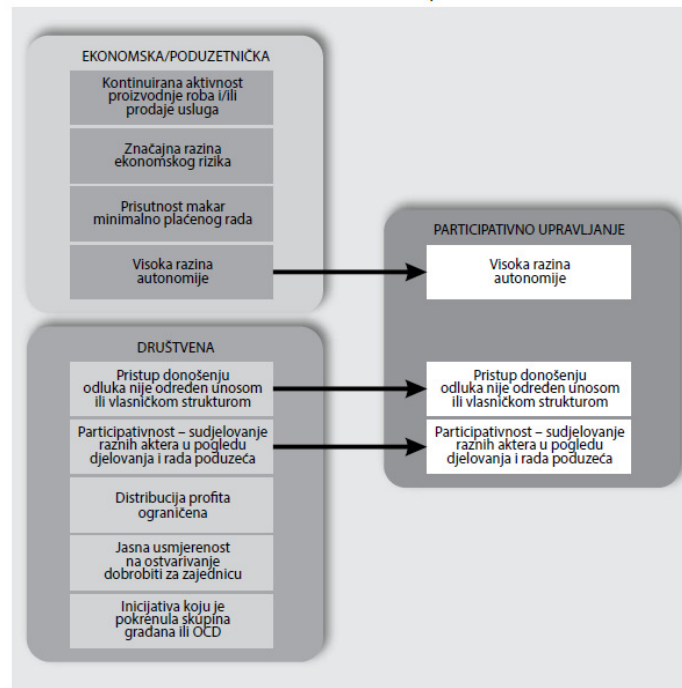 EKONOMSKA/PODUZETNIČKA
Kontinuirana aktivnost
proizvodnje roba i/ili
prodaje usluga
Značajna razina
ekonomskog rizika
Prisutnost makar
minimalno plaćenog rada
Visoka razina
autonomije
DRUŠTVENA
Pristup donošenju
odluka nije određen unosom
ili vlasničkom strukturom
Participativnost – sudjelovanje
raznih aktera u pogledu
djelovanja i rada poduzeća
Distribucija profita
ograničena
Jasna usmjerenost
na ostvarivanje
dobrobiti za zajednicu
Inicijativa koju je
pokrenula skupina
građana ili OCD
PARTICIPATIVNO UPRAVLJANJE
Visoka razina
autonomije
Pristup donošenju
odluka nije određen unosom
ili vlasničkom strukturom
Participativnost – sudjelovanje
raznih aktera u pogledu
djelovanja i rada poduzeća